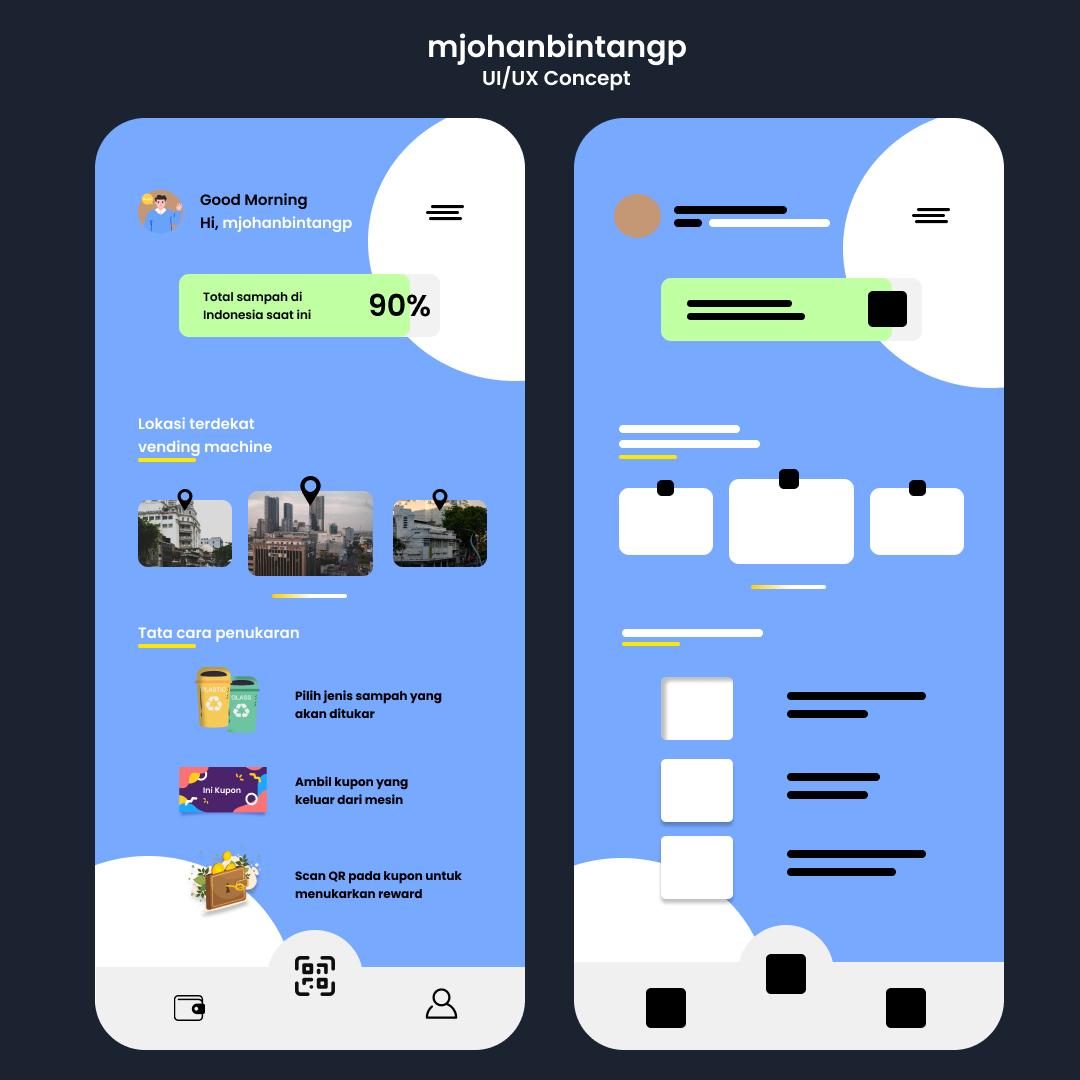 mjohanbintangp
UI/UX Concept
Good Morning
Hi, mjohanbintangp
Total sampah di
Indonesia saat ini
90%
Lokasi terdekat
vending machine
Tata cara penukaran
PLASTIC
GLASS
Pilih jenis sampah yang
akan ditukar
Ini Kupon
Ambil kupon yang
keluar dari mesin
Scan QR pada kupon untuk
menukarkan reward